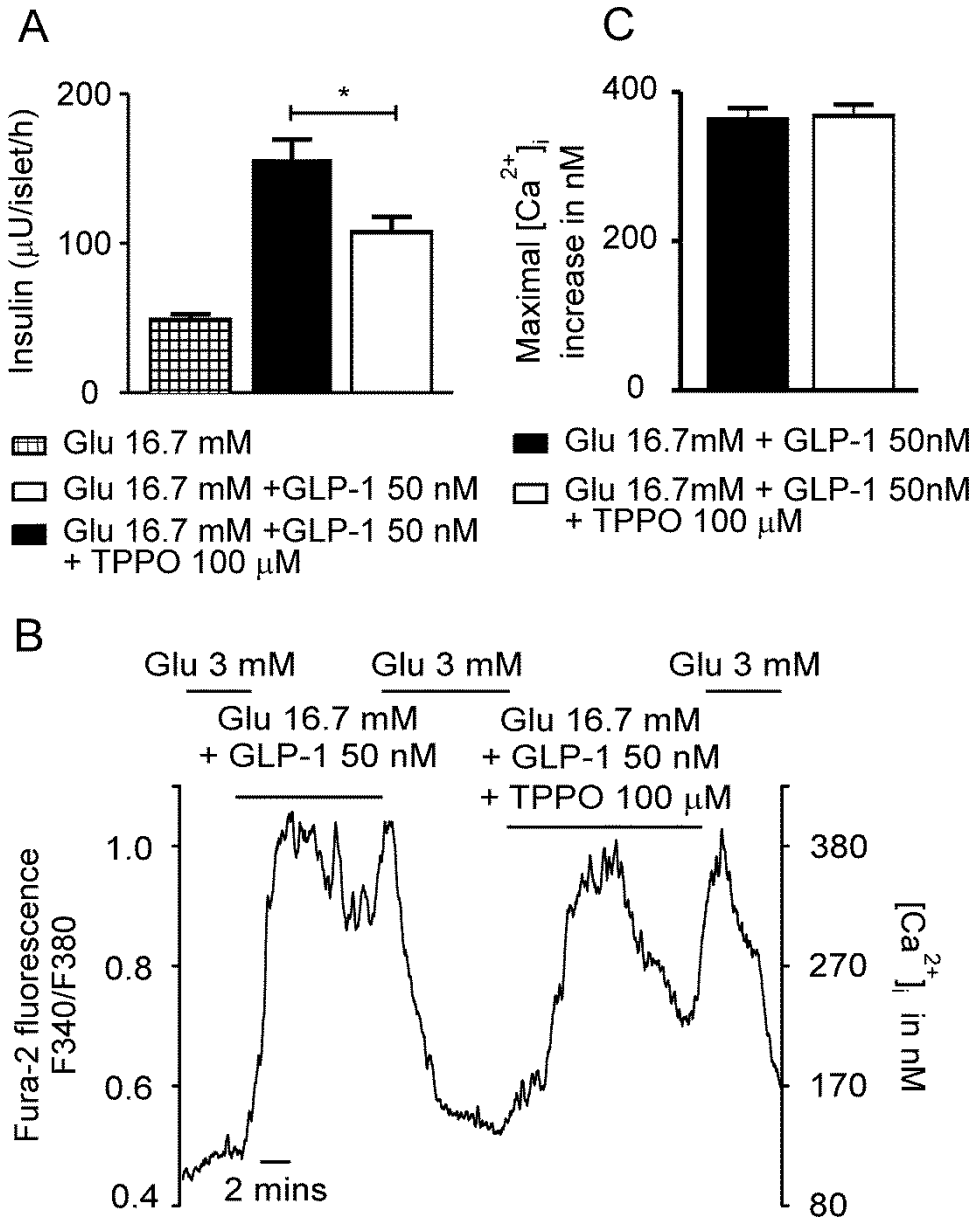 A
Insulin (µU/islet/h)
200
100
0
*
Glu 16.7 mM
Glu 16.7 mM +GLP-1 50 nM
Glu 16.7 mM +GLP-1 50 nM
+ TPPO 100 µM
C
Maximal [Ca2+]i
increase in nM
400
200
0
Glu 16.7mM + GLP-1 50nM
Glu 16.7mM + GLP-1 50nM
+ TPPO 100 µM
B
Glu 3 mM
Glu 3 mM
Glu 3 mM
Glu 16.7 mM
+ GLP-1 50 nM
Glu 16.7 mM
+ GLP-1 50 nM
+ TPPO 100 µM
Fura-2 fluorescence
F340/F380
1.0
0.8
0.6
0.4
2 mins
380
270
170
80
[Ca2+]i in nM